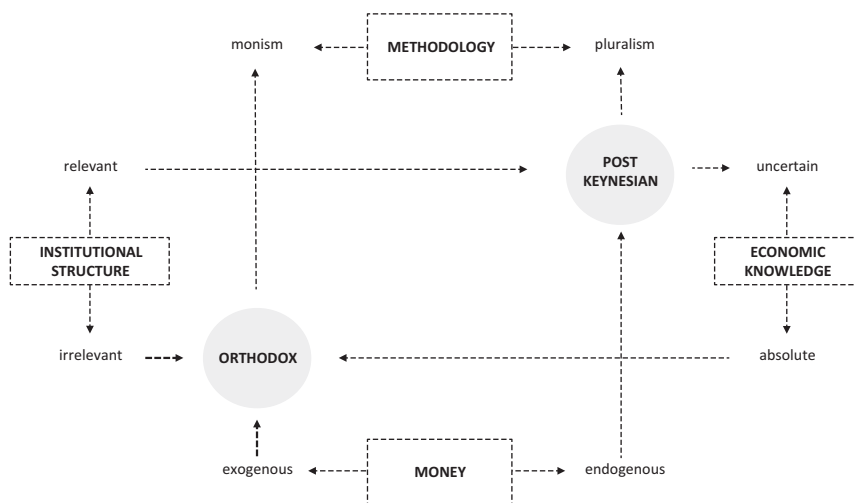 monism
METHODOLOGY
pluralism
relevant
POST
KEYNESIAN
uncertain
INSTITUTIONAL
STRUCTURE
ECONOMIC
KNOWLEDGE
irrelevant
ORTHODOX
absolute
exogenous
MONEY
endogenous